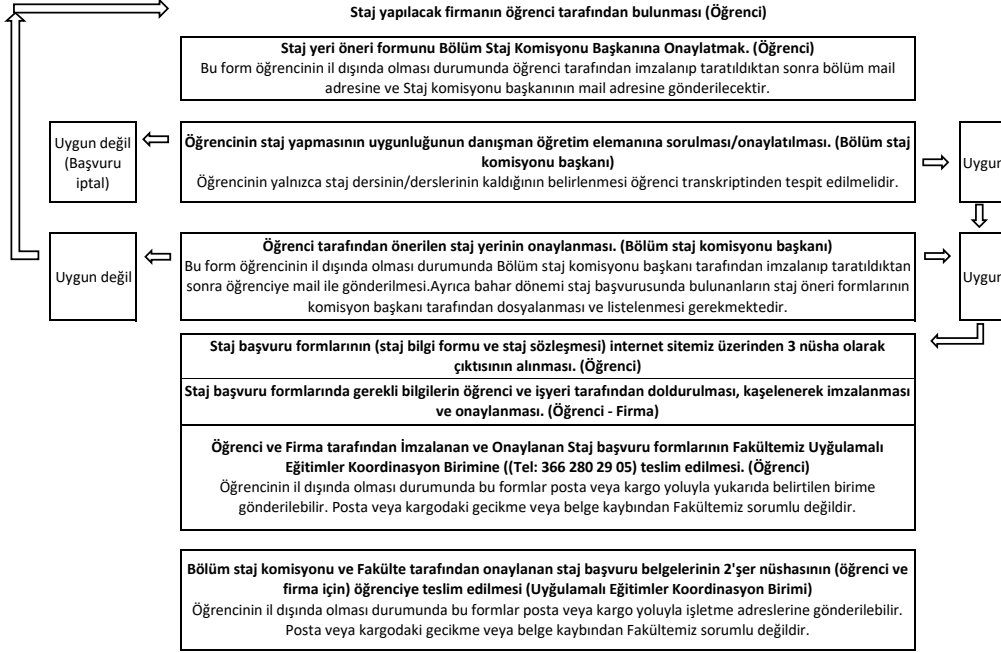 Staj yapılacak firmanın öğrenci tarafından bulunması (Öğrenci)
Staj yeri öneri formunu Bölüm Staj Komisyonu Başkanına Onaylatmak. (Öğrenci)
Bu form öğrencinin il dışında olması durumunda öğrenci tarafından imzalanıp taratıldıktan sonra bölüm mail
adresine ve Staj komisyonu başkanının mail adresine gönderilecektir.
Uygun değil
(Başvuru
iptal)
Öğrencinin staj yapmasının uygunluğunun danışman öğretim elemanına sorulması/onaylatılması. (Bölüm staj
komisyonu başkanı)
Öğrencinin yalnızca staj dersinin/derslerinin kaldığının belirlenmesi öğrenci transkriptinden tespit edilmelidir.
Uygun
Uygun değil
Öğrenci tarafından önerilen staj yerinin onaylanması. (Bölüm staj komisyonu başkanı)
Bu form öğrencinin il dışında olması durumunda Bölüm staj komisyonu başkanı tarafından imzalanıp taratıldıktan
sonra öğrenciye mail ile gönderilmesi.Ayrıca bahar dönemi staj başvurusunda bulunanların staj öneri formlarının
komisyon başkanı tarafından dosyalanması ve listelenmesi gerekmektedir.
Uygun
Staj başvuru formlarının (staj bilgi formu ve staj sözleşmesi) internet sitemiz üzerinden 3 nüsha olarak
çıktısının alınması. (Öğrenci)
Staj başvuru formlarında gerekli bilgilerin öğrenci ve işyeri tarafından doldurulması, kaşelenerek imzalanması
ve onaylanması. (Öğrenci - Firma)
Öğrenci ve Firma tarafından İmzalanan ve Onaylanan Staj başvuru formlarının Fakültemiz Uyğulamalı
Eğitimler Koordinasyon Birimine ((Tel: 366 280 29 05) teslim edilmesi. (Öğrenci)
Öğrencinin il dışında olması durumunda bu formlar posta veya kargo yoluyla yukarıda belirtilen birime
gönderilebilir. Posta veya kargodaki gecikme veya belge kaybından Fakültemiz sorumlu değildir.
Bölüm staj komisyonu ve Fakülte tarafından onaylanan staj başvuru belgelerinin 2'şer nüshasının (öğrenci ve
firma için) öğrenciye teslim edilmesi (Uyğulamalı Eğitimler Koordinasyon Birimi)
Öğrencinin il dışında olması durumunda bu formlar posta veya kargo yoluyla işletme adreslerine gönderilebilir.
Posta veya kargodaki gecikme veya belge kaybından Fakültemiz sorumlu değildir.